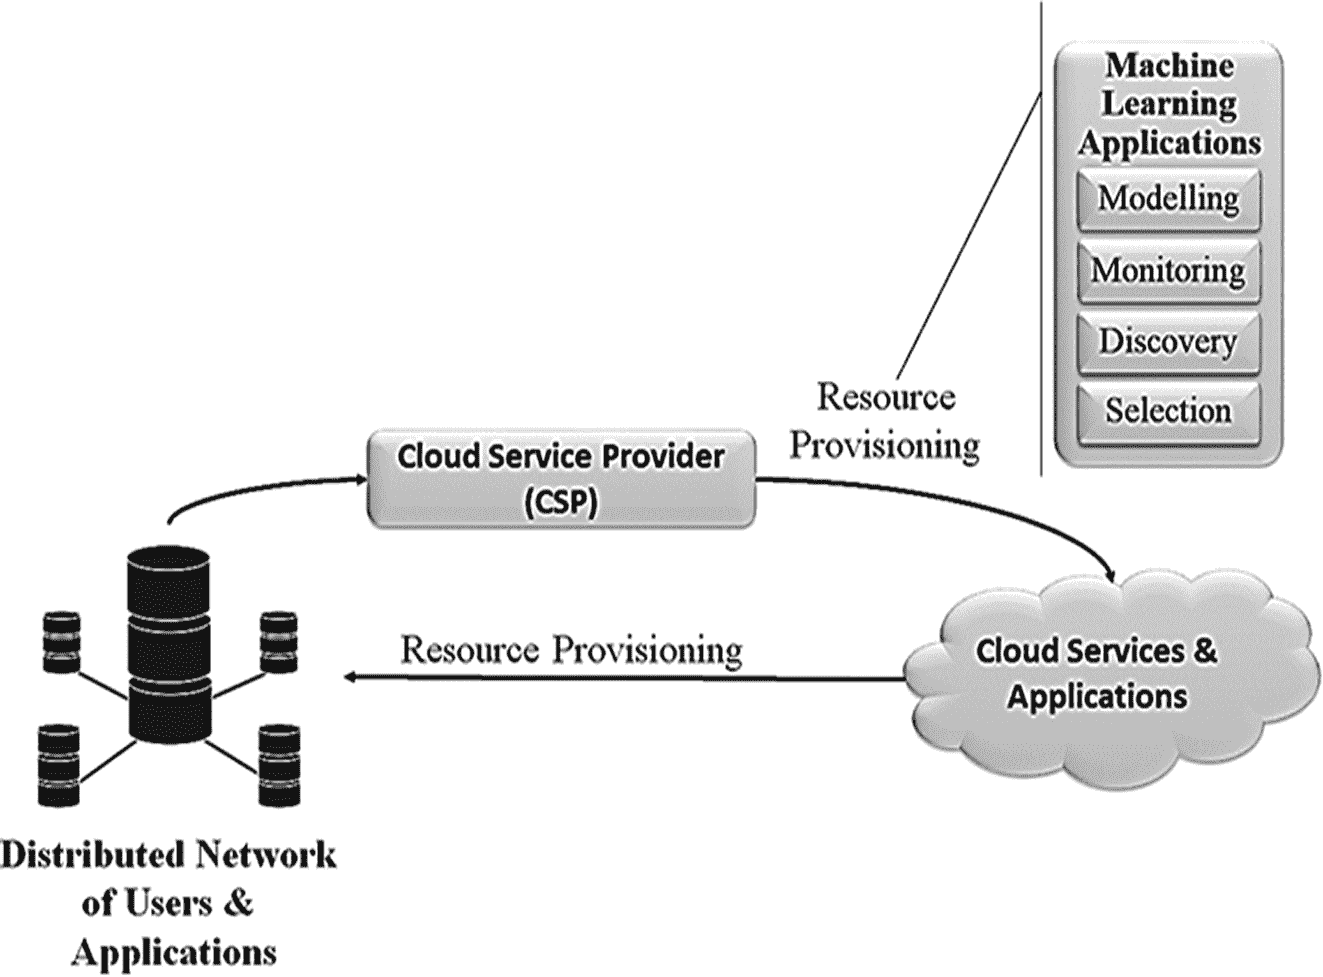 Machine
Learning
Applications
Modelling
Monitoring
Discovery
Selection
Resource
Provisioning
Cloud Service Provider
(CSP)
Resource Provisioning
Cloud Services &
Applications
Distributed Network
of Users &
Applications